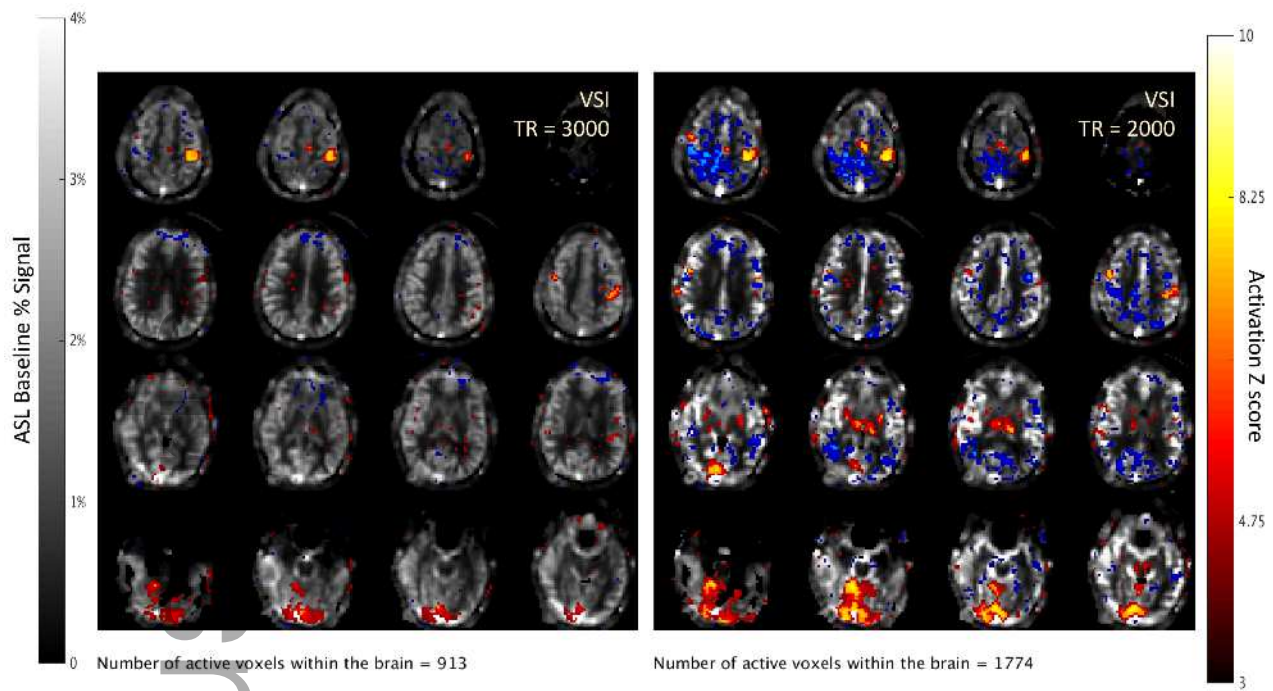 4%
3%
2%
1%
0
ASL Baseline % Signal
VSI
TR = 3000
Number of active voxels within the brain = 913
VSI
TR = 2000
Number of active voxels within the brain = 1774
10
8.25
4.75
3
Activation Z score